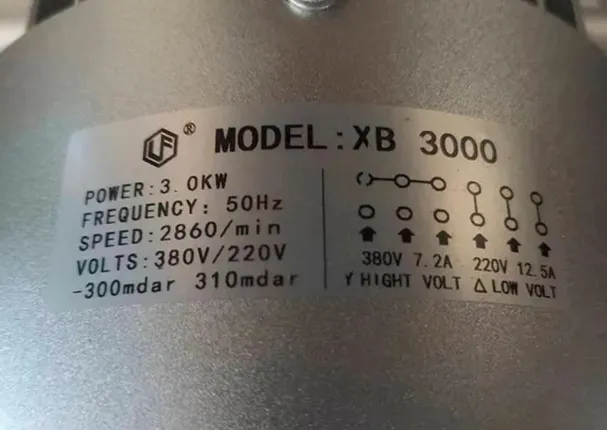 LF ® MODEL:XB 3000
POWER:3.0KW
FREQUENCY: 50Hz
SPEED:2860/min
VOLTS:380V/220V
-300mdar 310mdar
380V 7.2A 220V 12.5A
Y HIGHT VOLT △ LOW VOLT